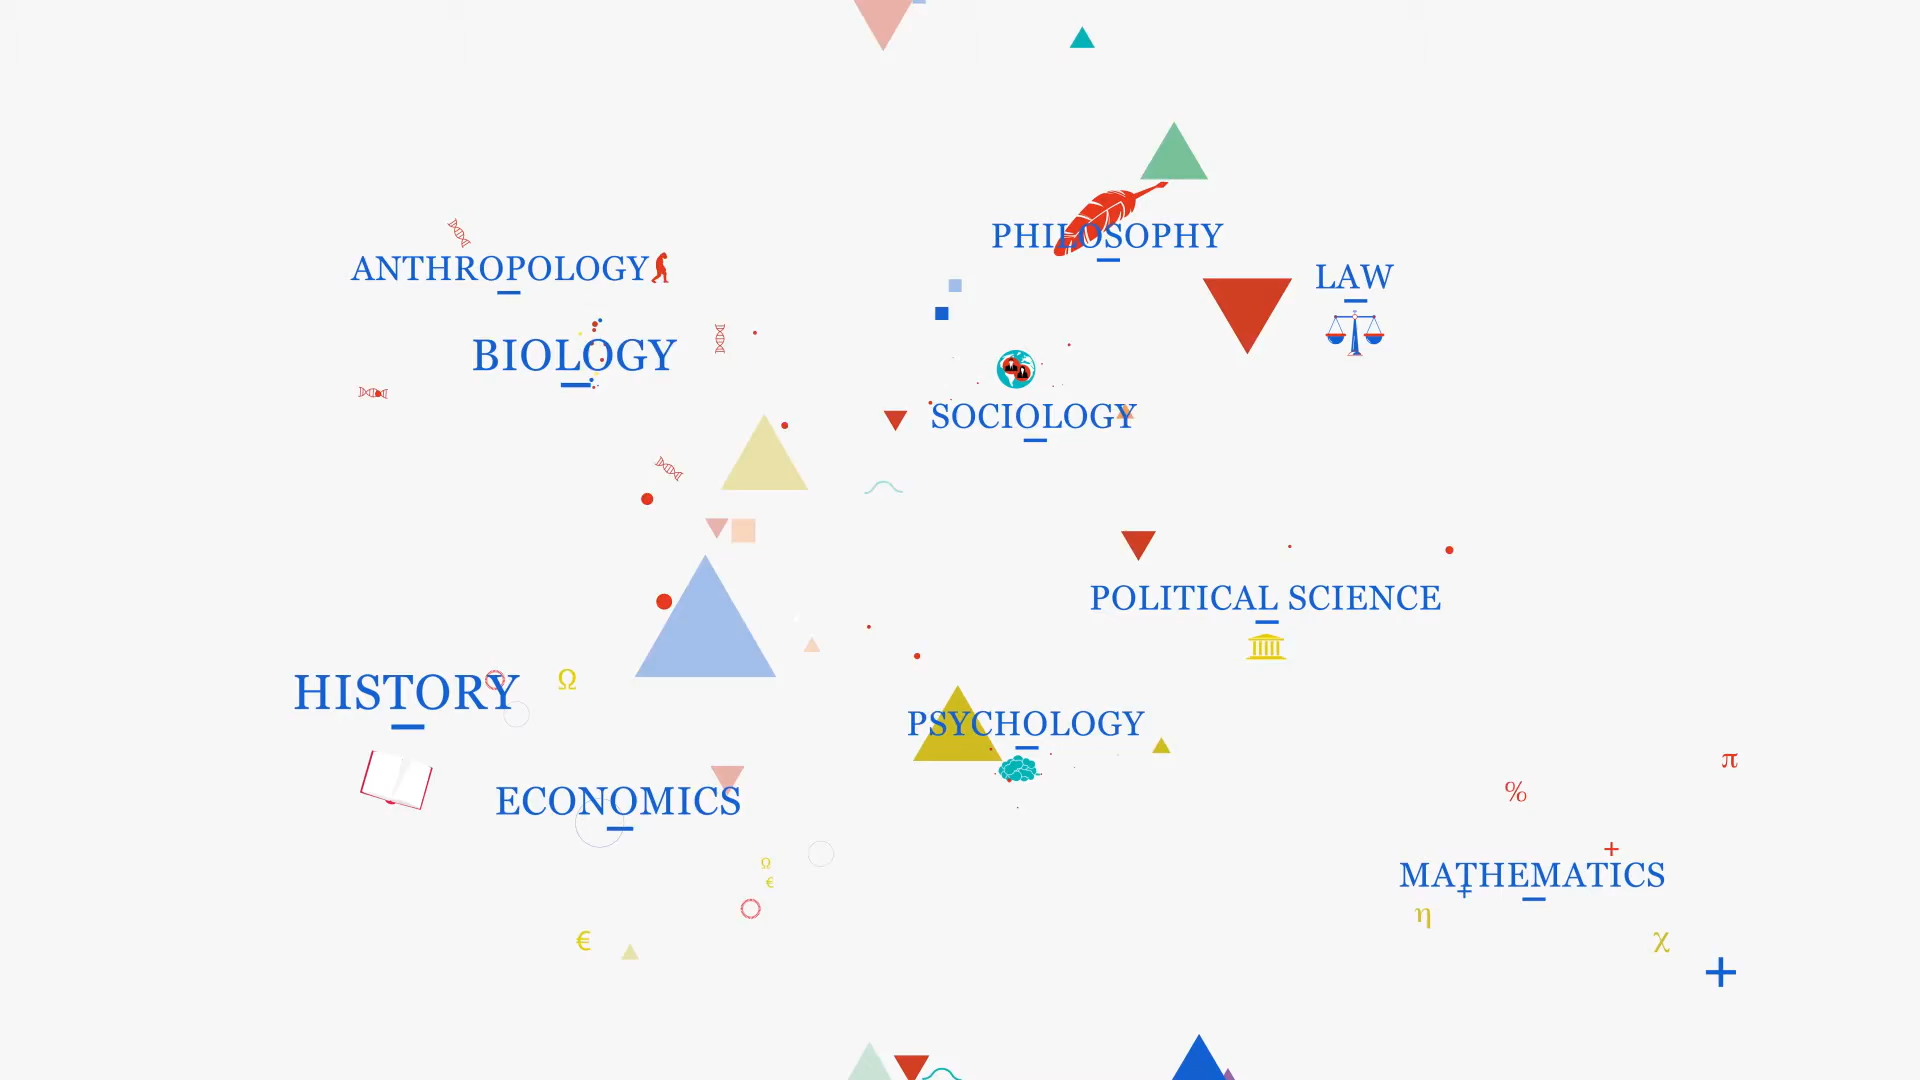 PHILOSOPHY
ANTHROPOLOGY
LAW
BIOLOGY
SOCIOLOGY
POLITICAL SCIENCE
HISTORY
Ω
PSYCHOLOGY
π
%
ECONOMICS
+
Ω
€
MATHEMATICS
+
η
€
χ
+